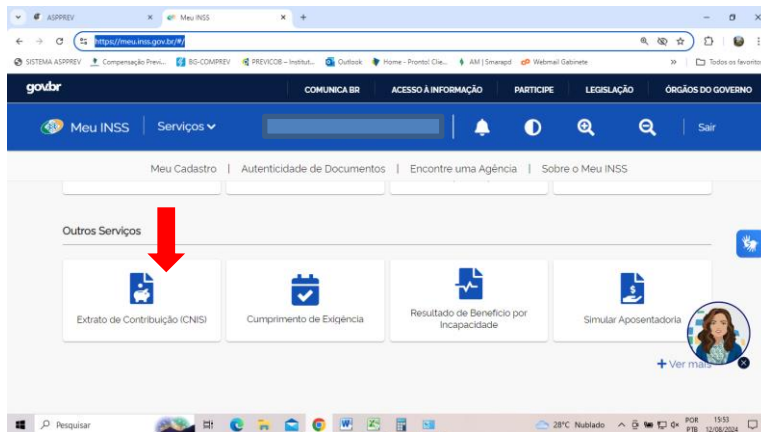 ASPPREV
Meu INSS
https://meu.inss.gov.br/#/
SISTEMA ASPPREV Compensação Previ... BG-COMPREV PREVICOB – Institut... Outlook Home - Pronto! Clie... AM | Smarapd Webmail Gabinete » Todos os favoritos
gov.br COMUNICA BR ACESSO À INFORMAÇÃO PARTICIPE LEGISLAÇÃO ÓRGÃOS DO GOVERNO
Meu INSS Serviços Sair
Meu Cadastro | Autenticidade de Documentos | Encontre uma Agência | Sobre o Meu INSS
Outros Serviços
Extrato de Contribuição (CNIS)
Cumprimento de Exigência
Resultado de Benefício por
Incapacidade
Simular Aposentadoria
+ Ver mais
Pesquisar 28°C Nublado POR 15:53
PTB 12/08/2024